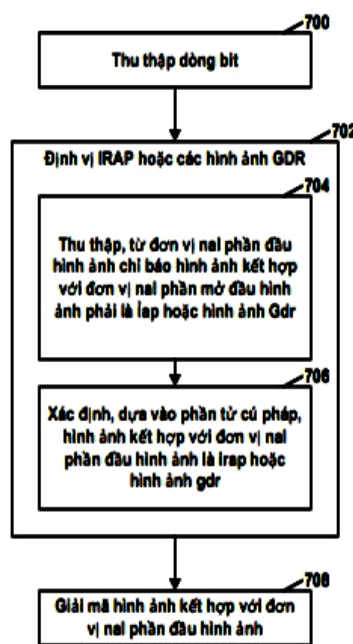 700
Thu thập dòng bit
702
Định vị IRAP hoặc các hình ảnh GDR
704
Thu thập, từ đơn vị nal phần đầu
hình ảnh chỉ báo hình ảnh kết hợp
với đơn vị nal phần mở đầu hình
ảnh phải là iap hoặc hình ảnh Gdr
706
Xác định, dựa vào phần tử cú pháp,
hình ảnh kết hợp với đơn vị nal
phần đầu hình ảnh là irap hoặc
hình ảnh gdr
708
Giải mã hình ảnh kết hợp với đơn
vị nal phần đầu hình ảnh